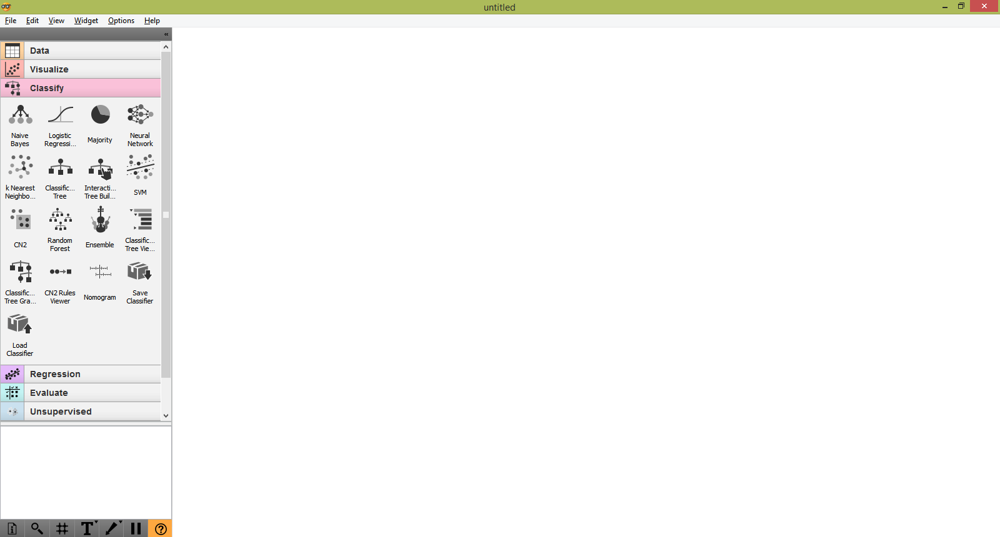 untitled
File Edit View Widget Options Help
«
Data
Visualize
Classify
Naive
Bayes
Logistic
Regressi...
Majority
Neural
Network
k Nearest
Neighbo...
Classific...
Tree
Interacti...
Tree Buil...
SVM
CN2
Random
Forest
Ensemble
Classific...
Tree Vie...
Classific...
Tree Gra...
CN2 Rules
Viewer
Nomogram
Save
Classifier
Load
Classifier
Regression
Evaluate
Unsupervised
T
?